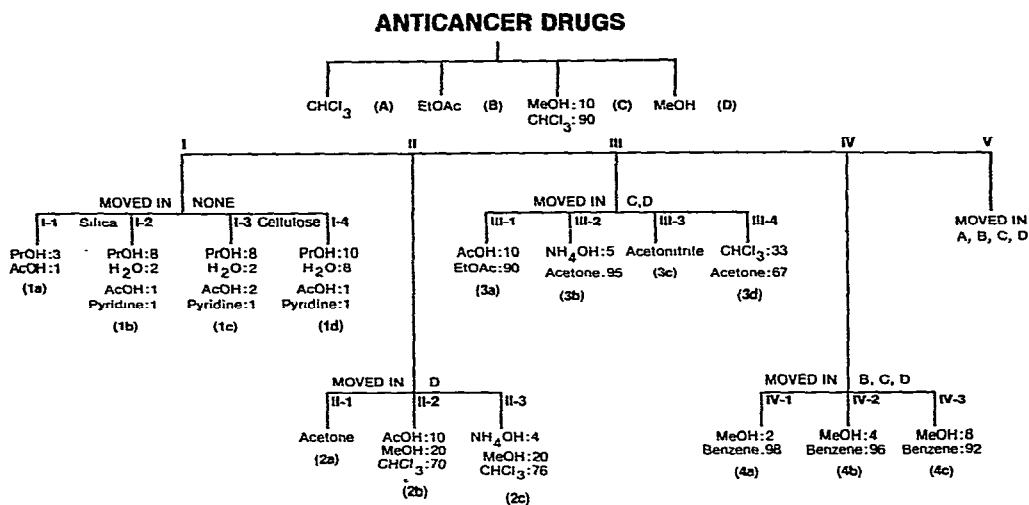 ANTICANCER DRUGS
CHCl3 (A) EtOAc (B) MeOH:10 (C) MeOH (D)
CHCl3:90
I II III IV V
MOVED IN NONE
I-1 Silica I-2 I-3 Cellulose I-4
PrOH:3 PrOH:8 PrOH:8 PrOH:10
AcOH:1 H2O:2 H2O:2 H2O:8
AcOH:1 AcOH:2 AcOH:1
Pyridine:1 Pyridine:1 Pyridine:1
(1a) (1b) (1c) (1d)
MOVED IN C,D
III-1 III-2 III-3 III-4
AcOH:10 NH4OH:5 Acetonitrile CHCl3:33
EtOAc:90 Acetone.95 Acetone:67
(3a) (3b) (3c) (3d)
MOVED IN
A, B, C, D
MOVED IN D
II-1 II-2 II-3
Acetone AcOH:10 NH4OH:4
MeOH:20 MeOH:20
CHCl3:70 CHCl3:76
(2a) (2b) (2c)
MOVED IN B, C, D
IV-1 IV-2 IV-3
MeOH:2 MeOH:4 MeOH:8
Benzene.98 Benzene:96 Benzene:92
(4a) (4b) (4c)